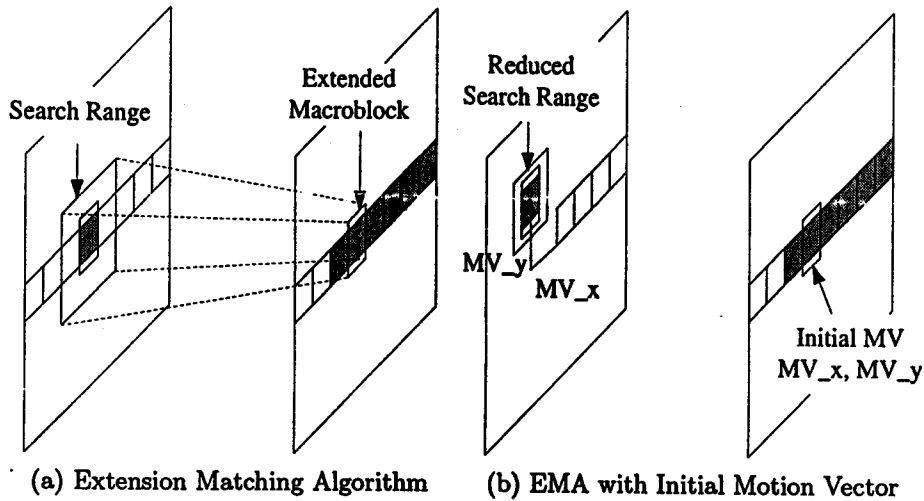 Search Range
Extended
Macroblock
Reduced
Search Range
MV_y
MV_x
Initial MV
MV_x, MV_y
(a) Extension Matching Algorithm
(b) EMA with Initial Motion Vector